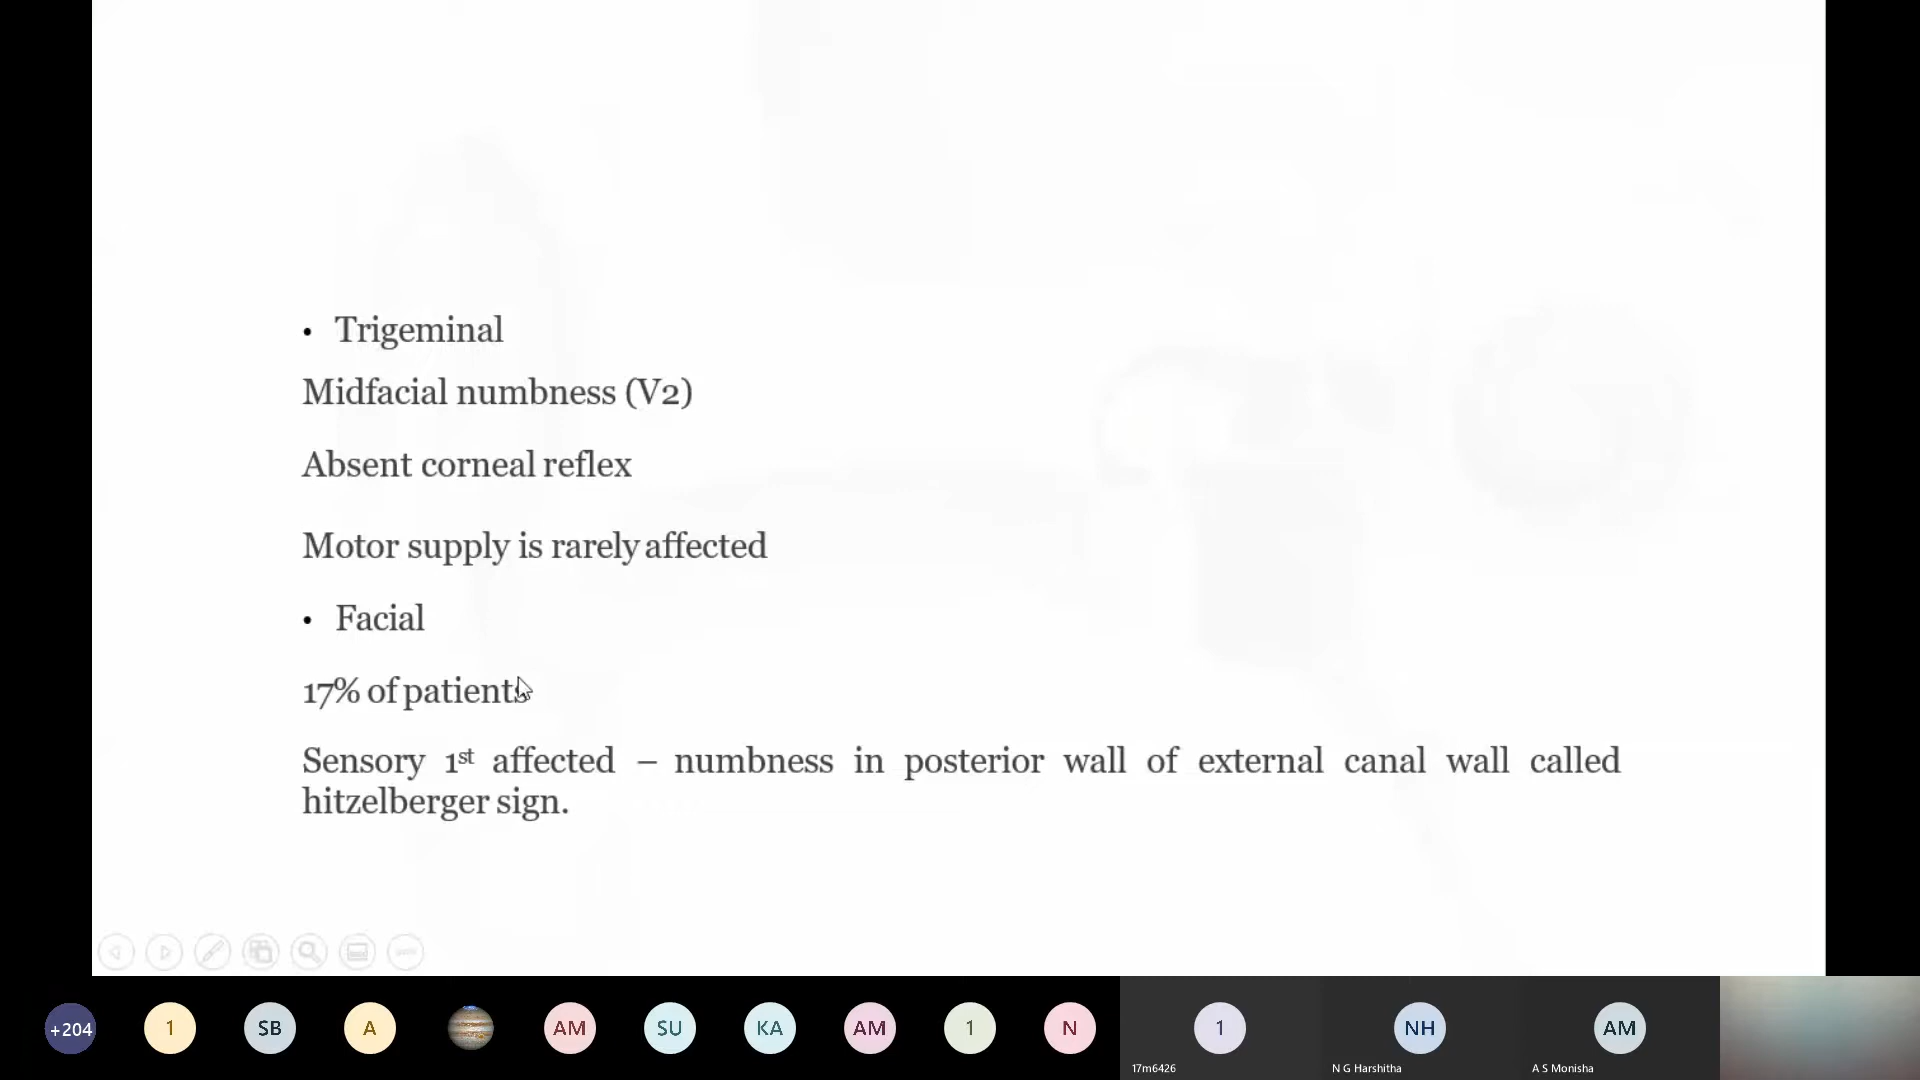 • Trigeminal
Midfacial numbness (V2)
Absent corneal reflex
Motor supply is rarely affected
• Facial
17% of patients
Sensory 1st affected – numbness in posterior wall of external canal wall called
hitzelberger sign.
+204
1
SB
A
AM
SU
KA
AM
1
N
1
NH
AM
17m6426
N G Harshitha
A S Monisha